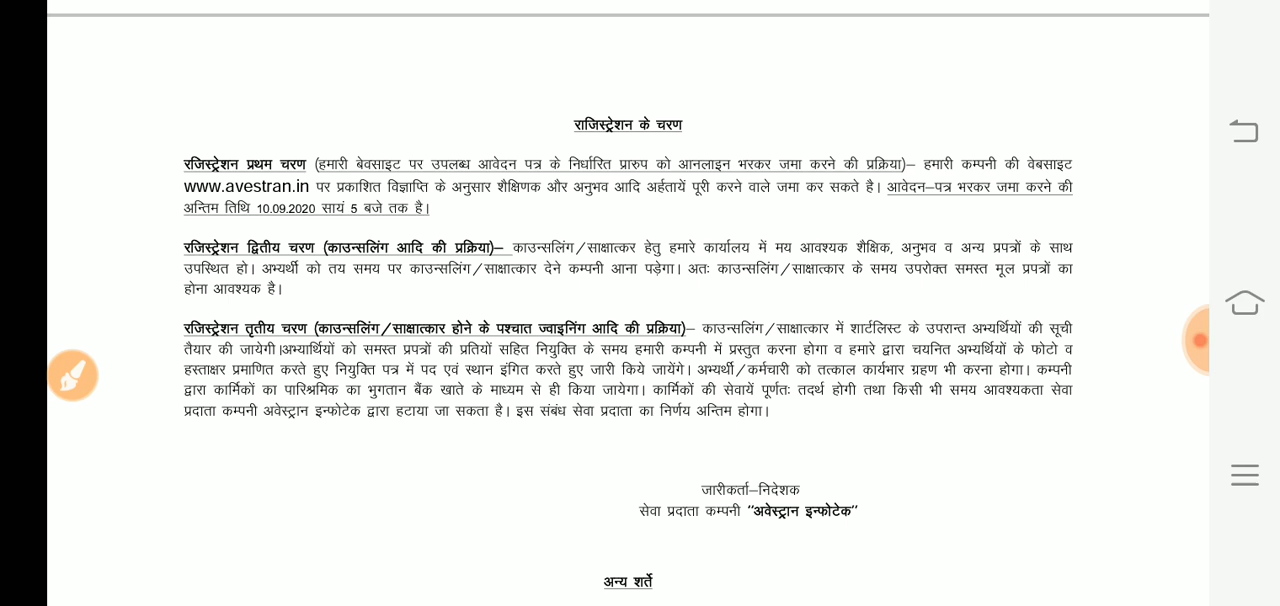 राजिस्ट्रेशन के चरण
रजिस्ट्रेशन प्रथम चरण (हमारी बेवसाइट पर उपलब्ध आवेदन पत्र के निर्धारित प्रारुप को आनलाइन भरकर जमा करने की प्रक्रिया)– हमारी कम्पनी की वेबसाइट
www.avestran.in पर प्रकाशित विज्ञाप्ति के अनुसार शैक्षिणक और अनुभव आदि अर्हतायें पूरी करने वाले जमा कर सकते है। आवेदन–पत्र भरकर जमा करने की
अन्तिम तिथि 10.09.2020 सायं 5 बजे तक है।
रजिस्ट्रेशन द्वितीय चरण (काउन्सलिंग आदि की प्रक्रिया)– काउन्सलिंग/साक्षात्कर हेतु हमारे कार्यालय में मय आवश्यक शैक्षिक, अनुभव व अन्य प्रपत्रों के साथ
उपस्थित हो। अभ्यर्थी को तय समय पर काउन्सलिंग/साक्षात्कार देने कम्पनी आना पड़ेगा। अतः काउन्सलिंग/साक्षात्कार के समय उपरोक्त समस्त मूल प्रपत्रों का
होना आवश्यक है।
रजिस्ट्रेशन तृतीय चरण (काउन्सलिंग/साक्षात्कार होने के पश्चात ज्वाइनिंग आदि की प्रक्रिया)– काउन्सलिंग/साक्षात्कार में शार्टलिस्ट के उपरान्त अभ्यर्थियों की सूची
तैयार की जायेगी।अभ्यार्थियों को समस्त प्रपत्रों की प्रतियों सहित नियुक्ति के समय हमारी कम्पनी में प्रस्तुत करना होगा व हमारे द्वारा चयनित अभ्यर्थियों के फोटो व
हस्ताक्षर प्रमाणित करते हुए नियुक्ति पत्र में पद एवं स्थान इंगित करते हुए जारी किये जायेंगे। अभ्यर्थी/कर्मचारी को तत्काल कार्यभार ग्रहण भी करना होगा। कम्पनी
द्वारा कार्मिकों का पारिश्रमिक का भुगतान बैंक खाते के माध्यम से ही किया जायेगा। कार्मिकों की सेवायें पूर्णतः तदर्थ होगी तथा किसी भी समय आवश्यकता सेवा
प्रदाता कम्पनी अवेस्ट्रान इन्फोटेक द्वारा हटाया जा सकता है। इस संबंध सेवा प्रदाता का निर्णय अन्तिम होगा।
जारीकर्ता–निदेशक
सेवा प्रदाता कम्पनी “अवेस्ट्रान इन्फोटेक”
अन्य शर्ते